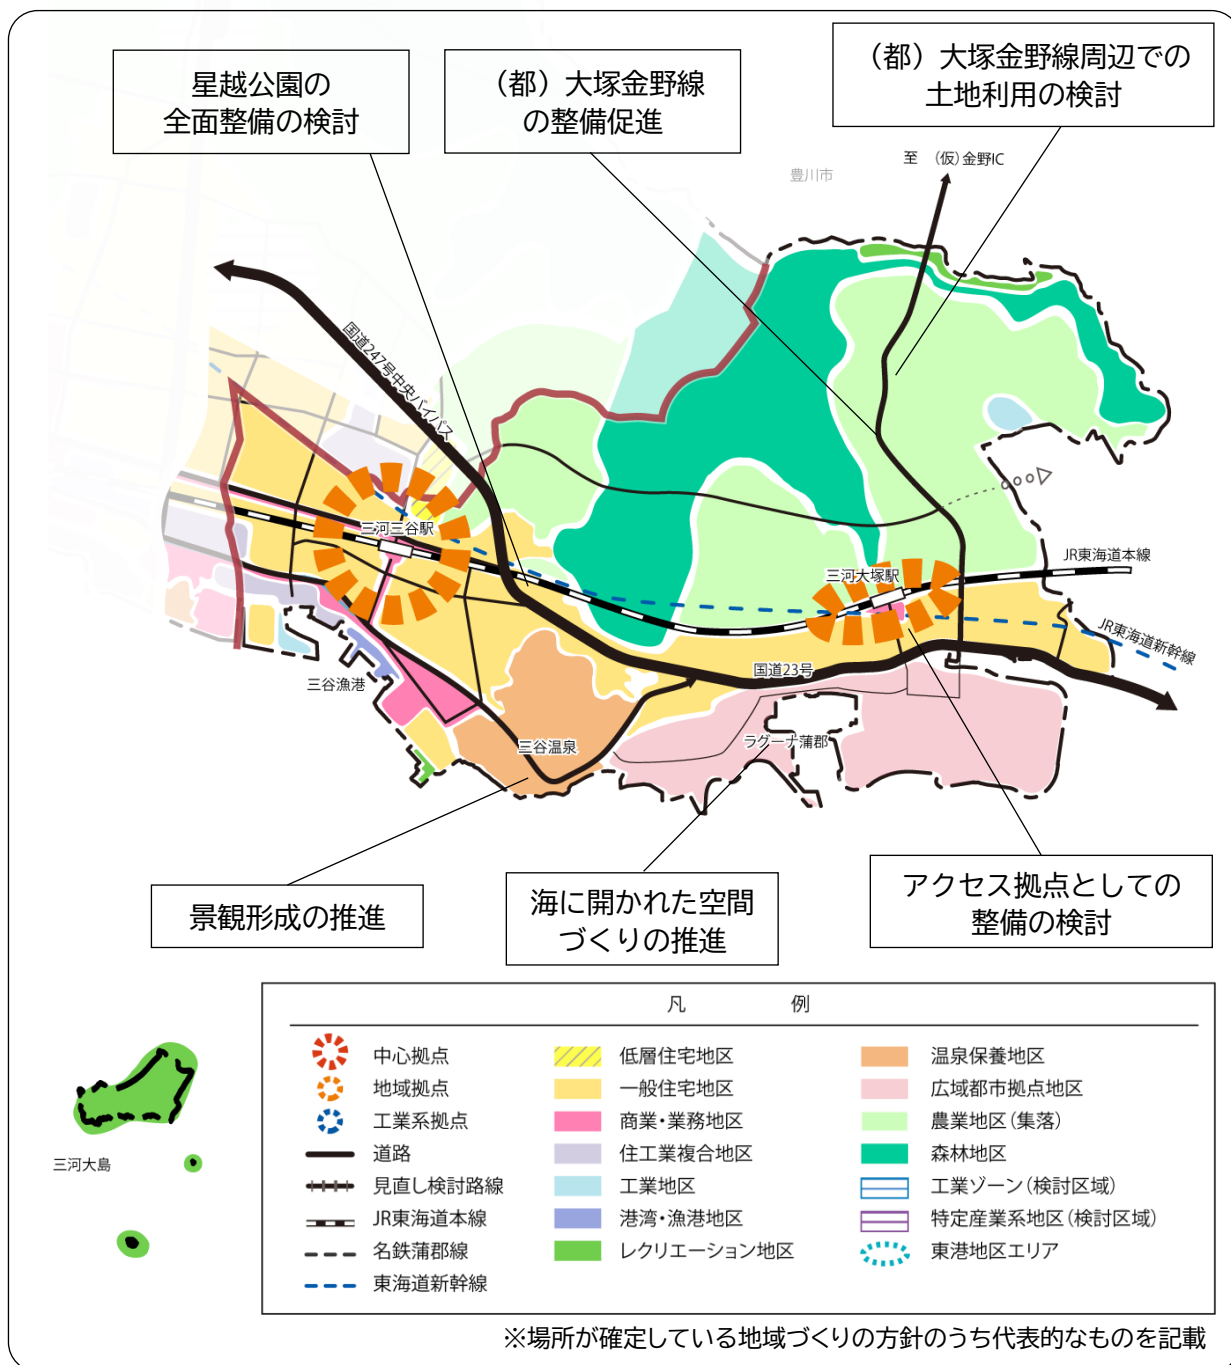 星越公園の
全面整備の検討
（都）大塚金野線
の整備促進
（都）大塚金野線周辺での
土地利用の検討
至　(仮)金野IC
豊川市
国道247号中央バイパス
三河三谷駅
三河大塚駅
JR東海道本線
JR東海道新幹線
国道23号
三谷漁港
三谷温泉
ラグーナ蒲郡
景観形成の推進
海に開かれた空間
づくりの推進
アクセス拠点としての
整備の検討
三河大島
凡　例
中心拠点
地域拠点
工業系拠点
道路
見直し検討路線
JR東海道本線
名鉄蒲郡線
東海道新幹線
低層住宅地区
一般住宅地区
商業・業務地区
住工業複合地区
工業地区
港湾・漁港地区
レクリエーション地区
温泉保養地区
広域都市拠点地区
農業地区(集落)
森林地区
工業ゾーン(検討区域)
特定産業系地区(検討区域)
東港地区エリア
※場所が確定している地域づくりの方針のうち代表的なものを記載